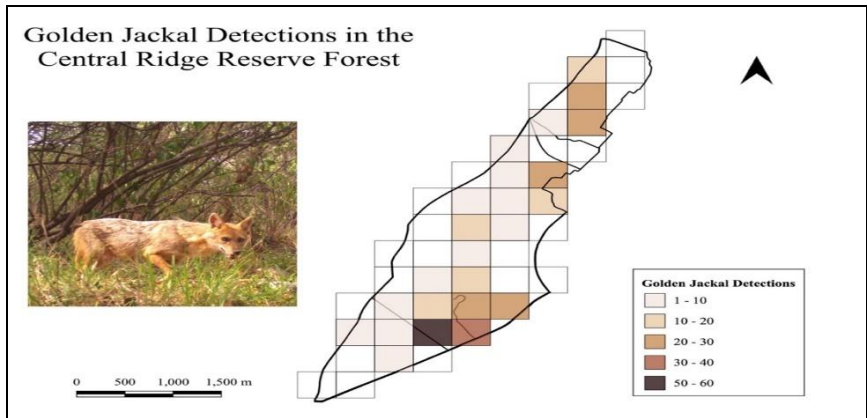 Golden Jackal Detections in the
Central Ridge Reserve Forest
Golden Jackal Detections
1 - 10
10 - 20
20 - 30
30 - 40
50 - 60
0 500 1,000 1,500 m